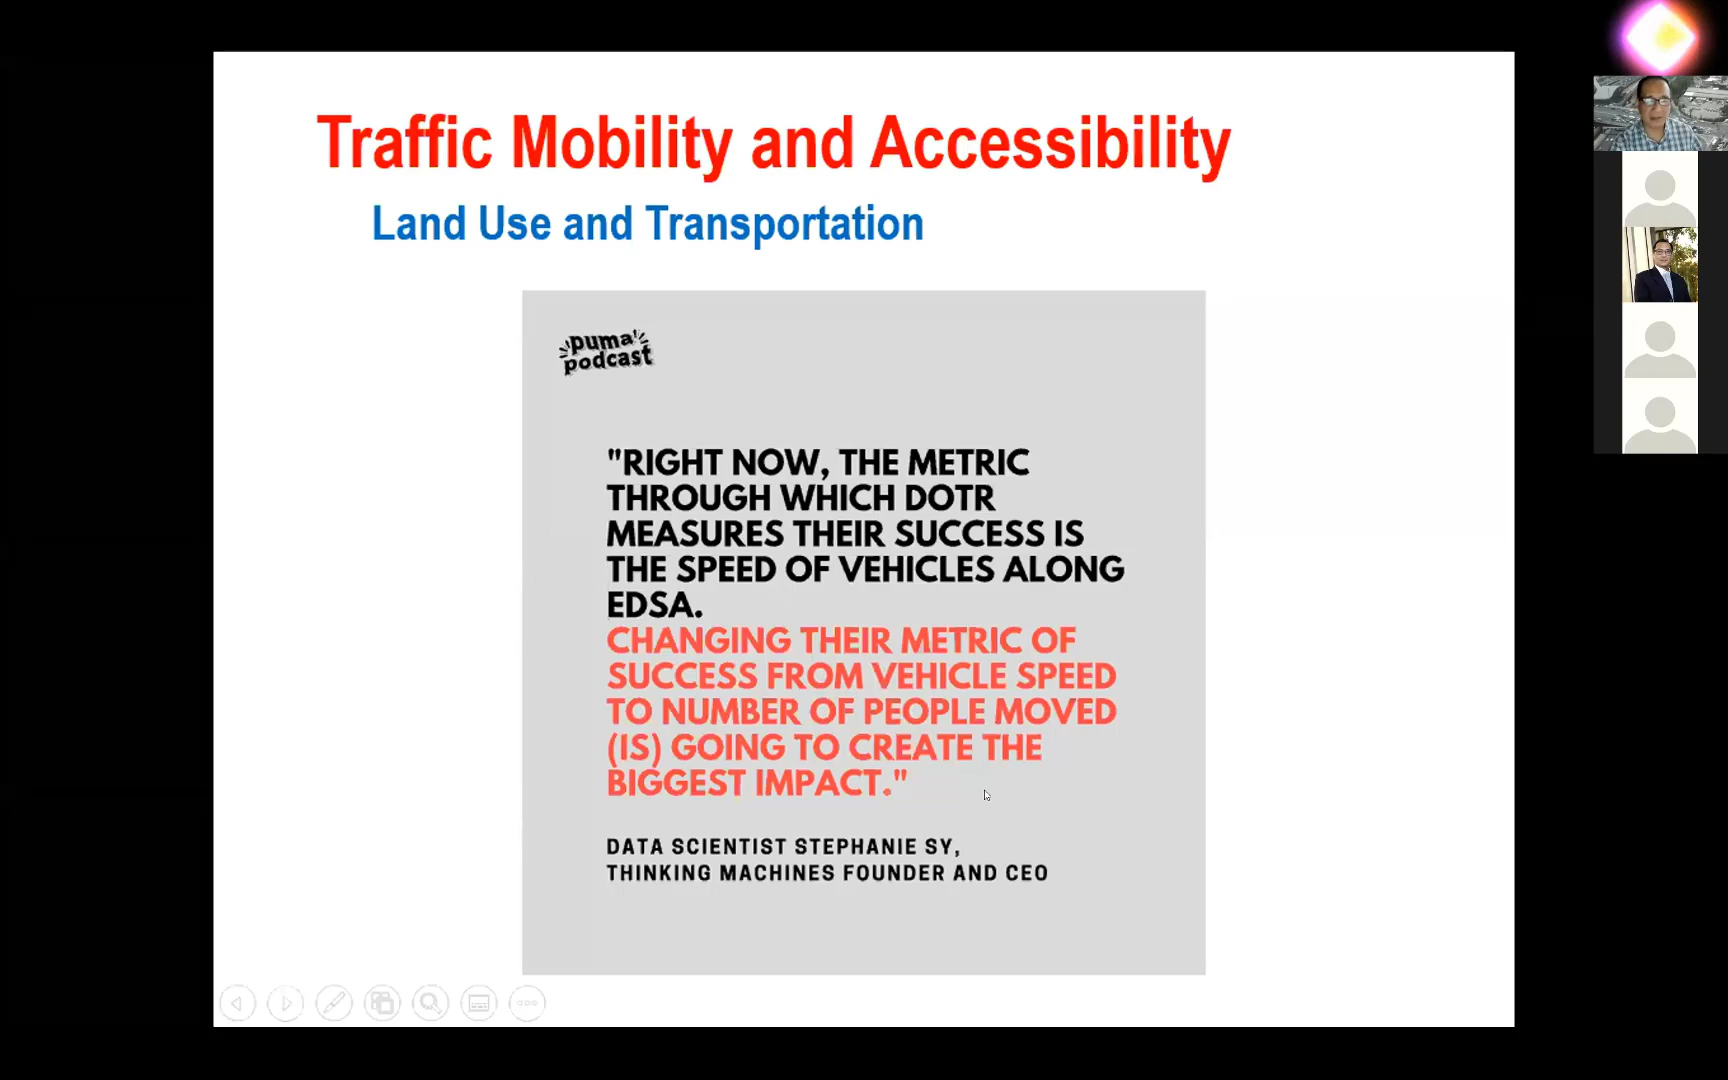 Traffic Mobility and Accessibility
Land Use and Transportation
puma
podcast
"RIGHT NOW, THE METRIC
THROUGH WHICH DOTR
MEASURES THEIR SUCCESS IS
THE SPEED OF VEHICLES ALONG
EDSA.
CHANGING THEIR METRIC OF
SUCCESS FROM VEHICLE SPEED
TO NUMBER OF PEOPLE MOVED
(IS) GOING TO CREATE THE
BIGGEST IMPACT."
DATA SCIENTIST STEPHANIE SY,
THINKING MACHINES FOUNDER AND CEO